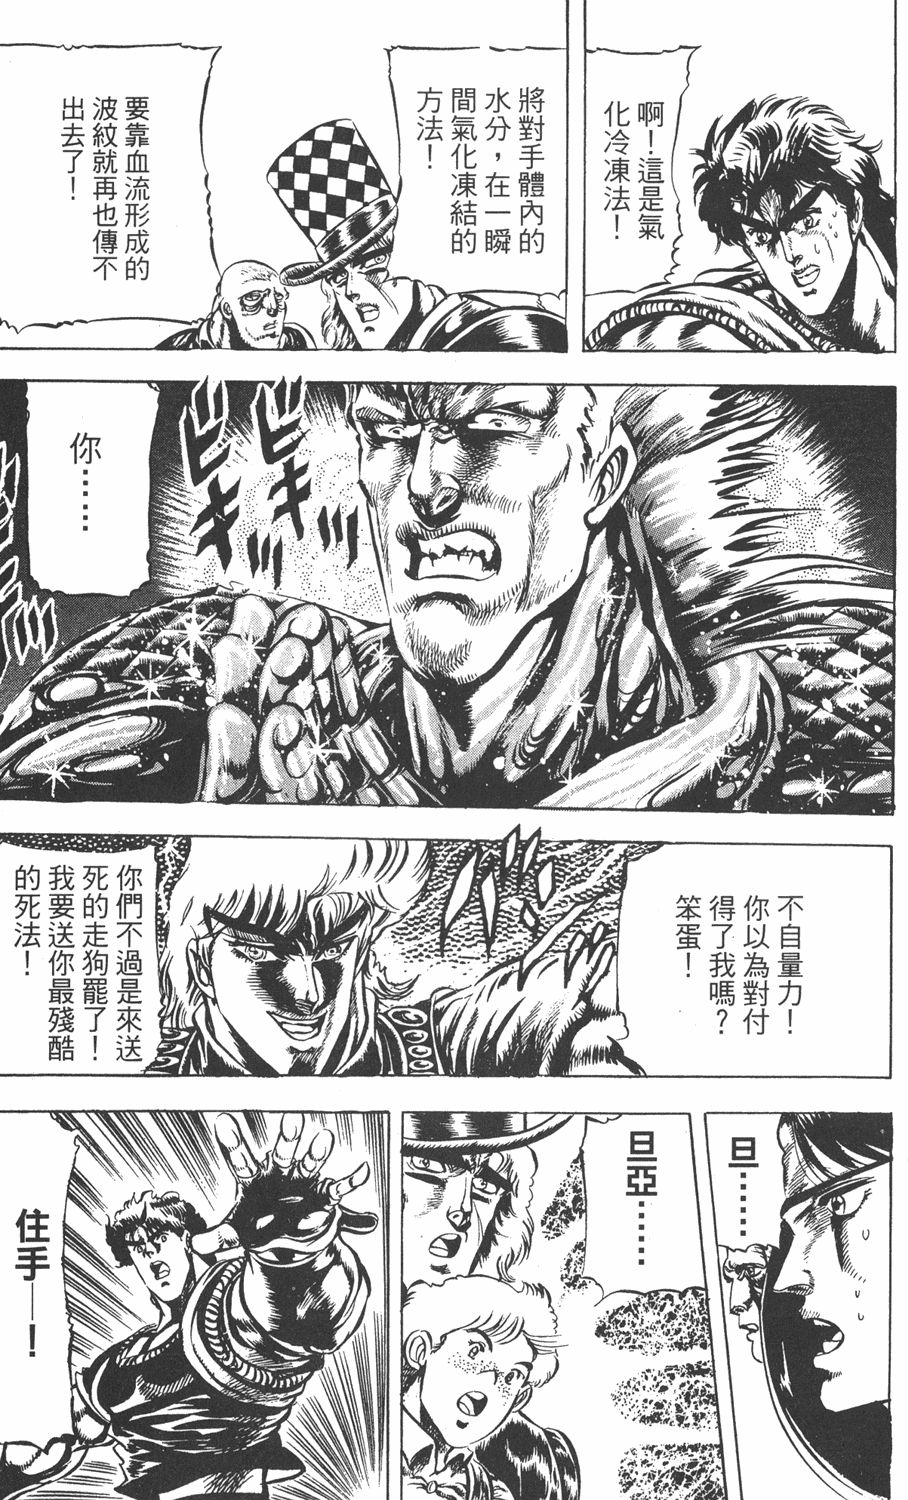 啊！這是氣
化冷凍法！
將對手體內的
水分，在一瞬
間氣化凍結的
方法！
要靠血流形成的
波紋就再也傳不
出去了！
ビキッ
ビキッ
你……
不自量力！
你以為對付
得了我嗎？
笨蛋！
你們不過是來送
死的走狗罷了！
我要送你最殘酷
的死法！
旦……
旦亞……
住手——！